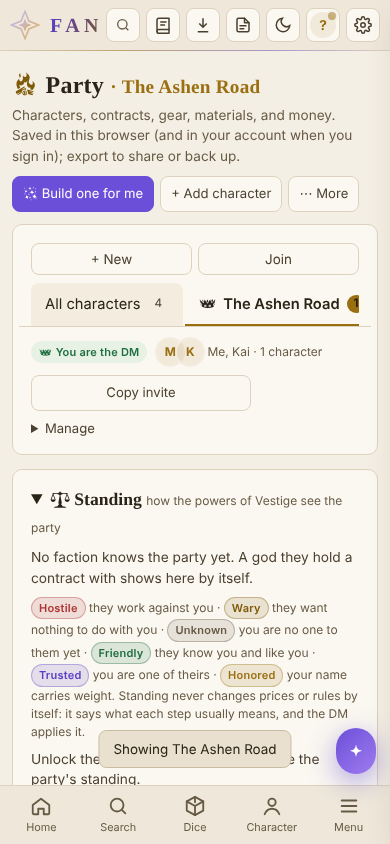 FAN
?
Party · The Ashen Road
Characters, contracts, gear, materials, and money.
Saved in this browser (and in your account when you
sign in); export to share or back up.
Build one for me
+ Add character
··· More
+ New
Join
All characters 4
The Ashen Road 1
You are the DM
M K Me, Kai · 1 character
Copy invite
Manage
Standing how the powers of Vestige see the
party
No faction knows the party yet. A god they hold a
contract with shows here by itself.
Hostile they work against you · Wary they want
nothing to do with you · Unknown you are no one to
them yet · Friendly they know you and like you ·
Trusted you are one of theirs · Honored your name
carries weight. Standing never changes prices or rules by
itself: it says what each step usually means, and the DM
applies it.
Showing The Ashen Road
Unlock the
the
party's standing.
Home
Search
Dice
Character
Menu